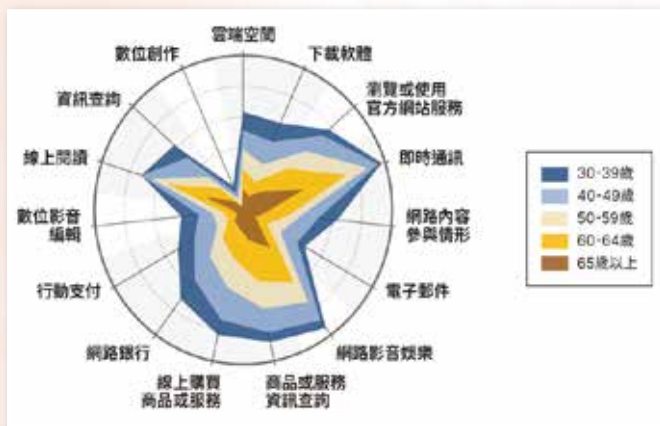 雲端空間
下載軟體
瀏覽或使用
官方網站服務
即時通訊
網路內容
參與情形
電子郵件
網路影音娛樂
商品或服務
資訊查詢
線上購買
商品或服務
網路銀行
行動支付
數位影音
編輯
線上閱讀
資訊查詢
數位創作
30-39歲
40-49歲
50-59歲
60-64歲
65歲以上